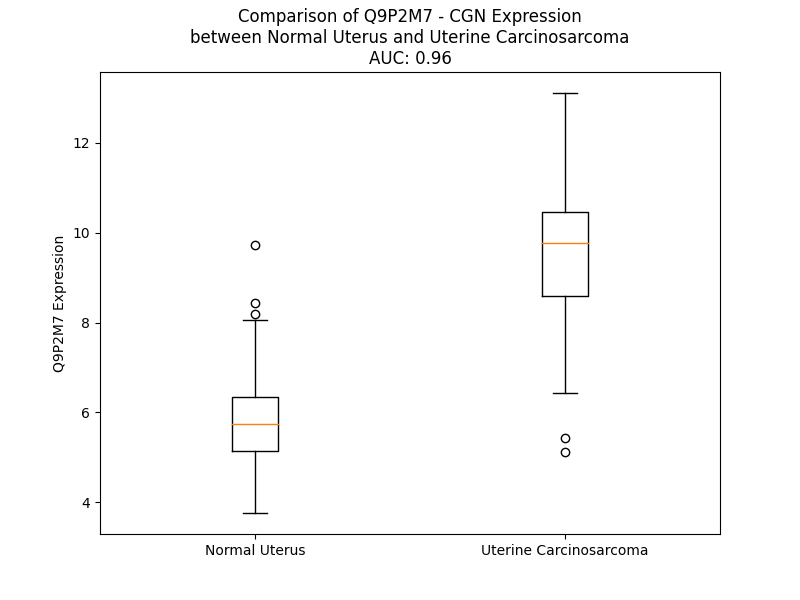 Comparison of Q9P2M7 - CGN Expression
between Normal Uterus and Uterine Carcinosarcoma
AUC: 0.96
12
10
8
6
4
Q9P2M7 Expression
Normal Uterus
Uterine Carcinosarcoma